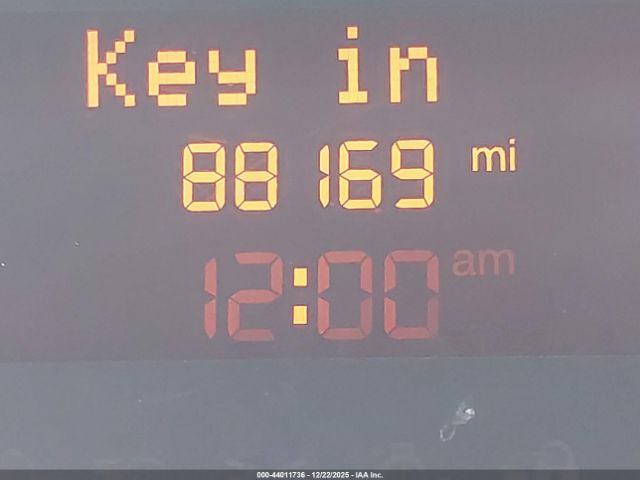 Key in
88169 mi
12:00 am
000-44011736 - 12/22/2025 - IAA Inc.